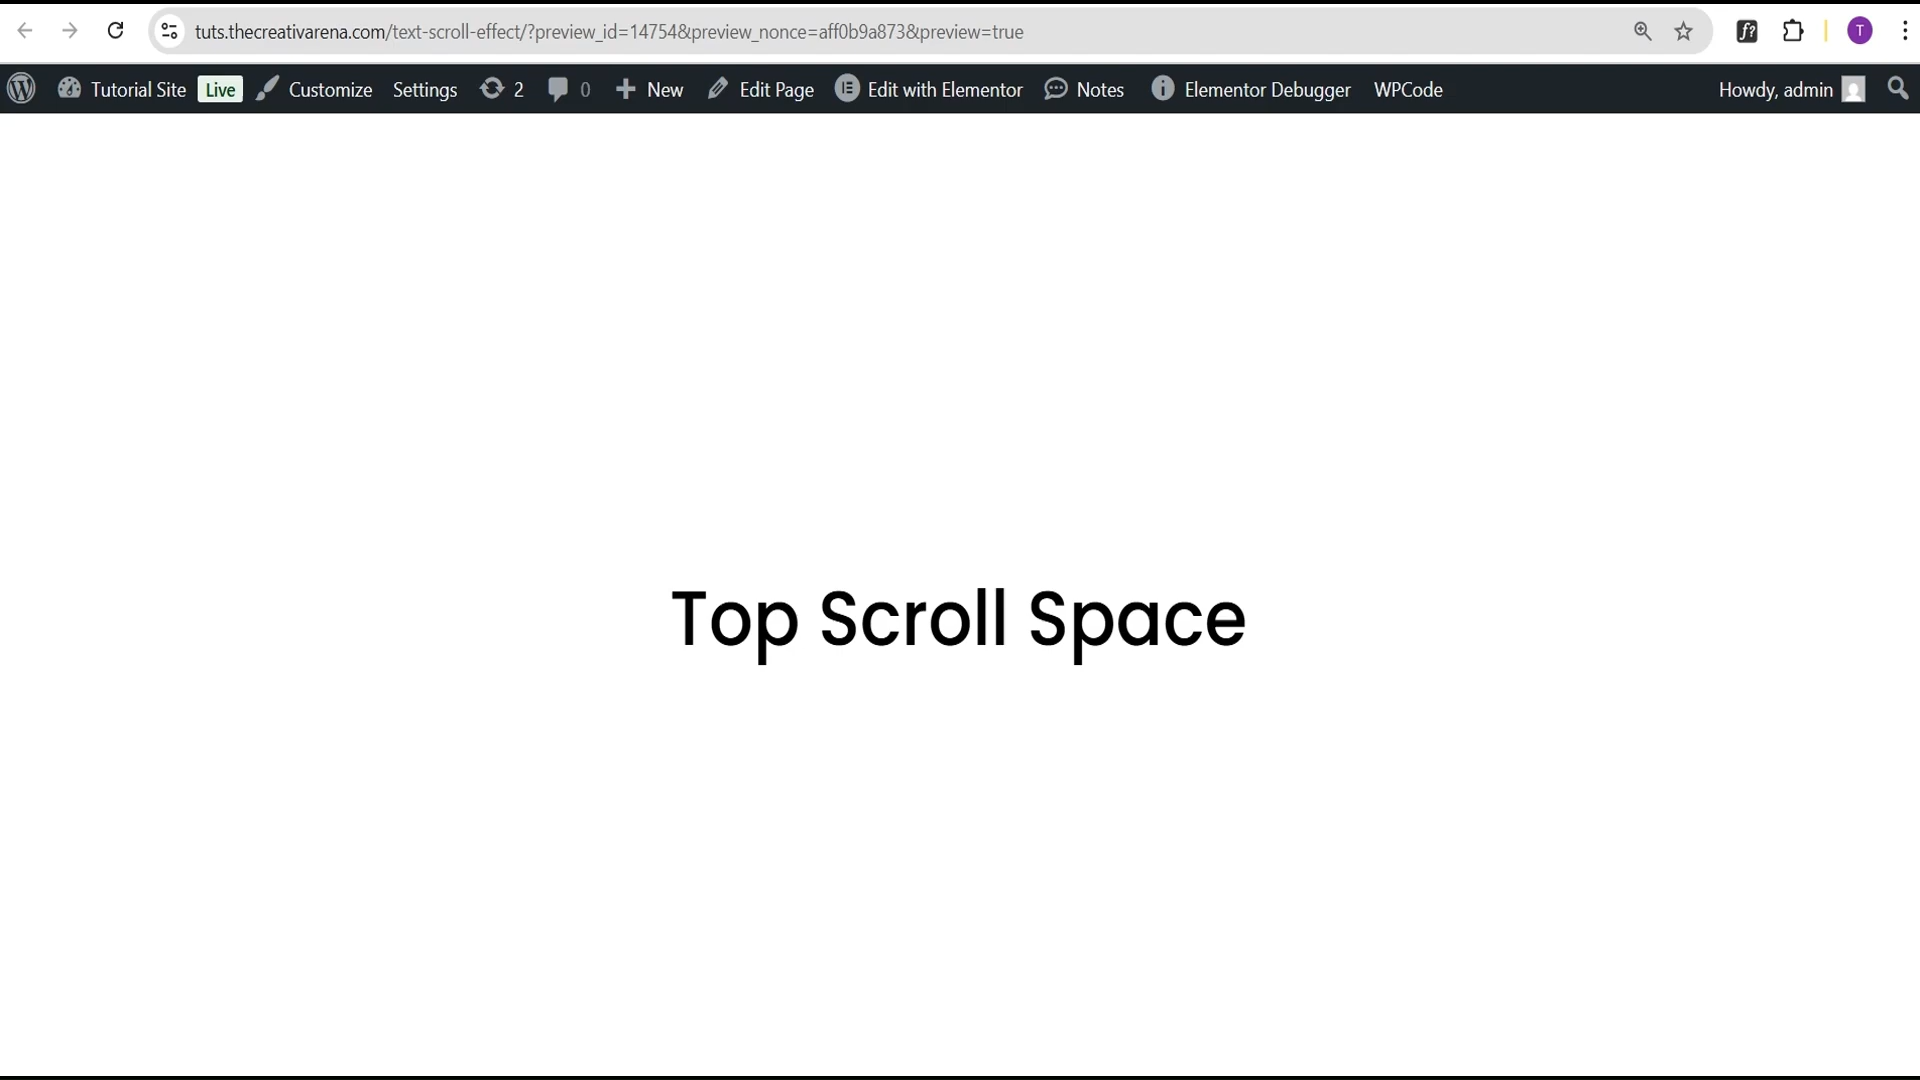 tuts.thecreativarena.com/text-scroll-effect/?preview_id=14754&preview_nonce=aff0b9a873&preview=true
f?
T
Tutorial Site Live Customize Settings 2 0 New Edit Page Edit with Elementor Notes Elementor Debugger WPCode Howdy, admin
Top Scroll Space